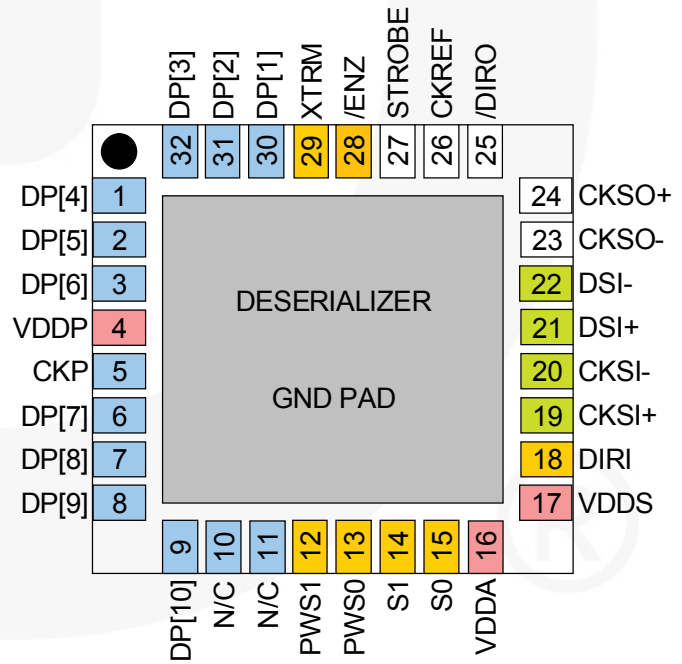 DP[3]
DP[2]
DP[1]
XTRM
/ENZ
STROBE
CKREF
/DIRO
32
31
30
29
28
27
26
25
DP[4] 1
DP[5] 2
DP[6] 3
VDDP 4
CKP 5
DP[7] 6
DP[8] 7
DP[9] 8
DESERIALIZER
GND PAD
24 CKSO+
23 CKSO-
22 DSI-
21 DSI+
20 CKSI-
19 CKSI+
18 DIRI
17 VDDS
9
10
11
12
13
14
15
16
DP[10]
N/C
N/C
PWS1
PWS0
S1
S0
VDDA
®